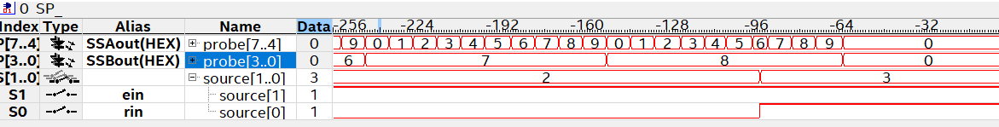 0 SP_
Index Type Alias Name Data -256 -224 -192 -160 -128 -96 -64 -32
P[7..4] SSAout(HEX) probe[7..4] 0 9 0 1 2 3 4 5 6 7 8 9 0 1 2 3 4 5 6 7 8 9 0
P[3..0] SSBout(HEX) probe[3..0] 0 6 7 8 0
S[1..0] source[1..0] 3 2 3
S1 ein source[1] 1
S0 rin source[0] 1